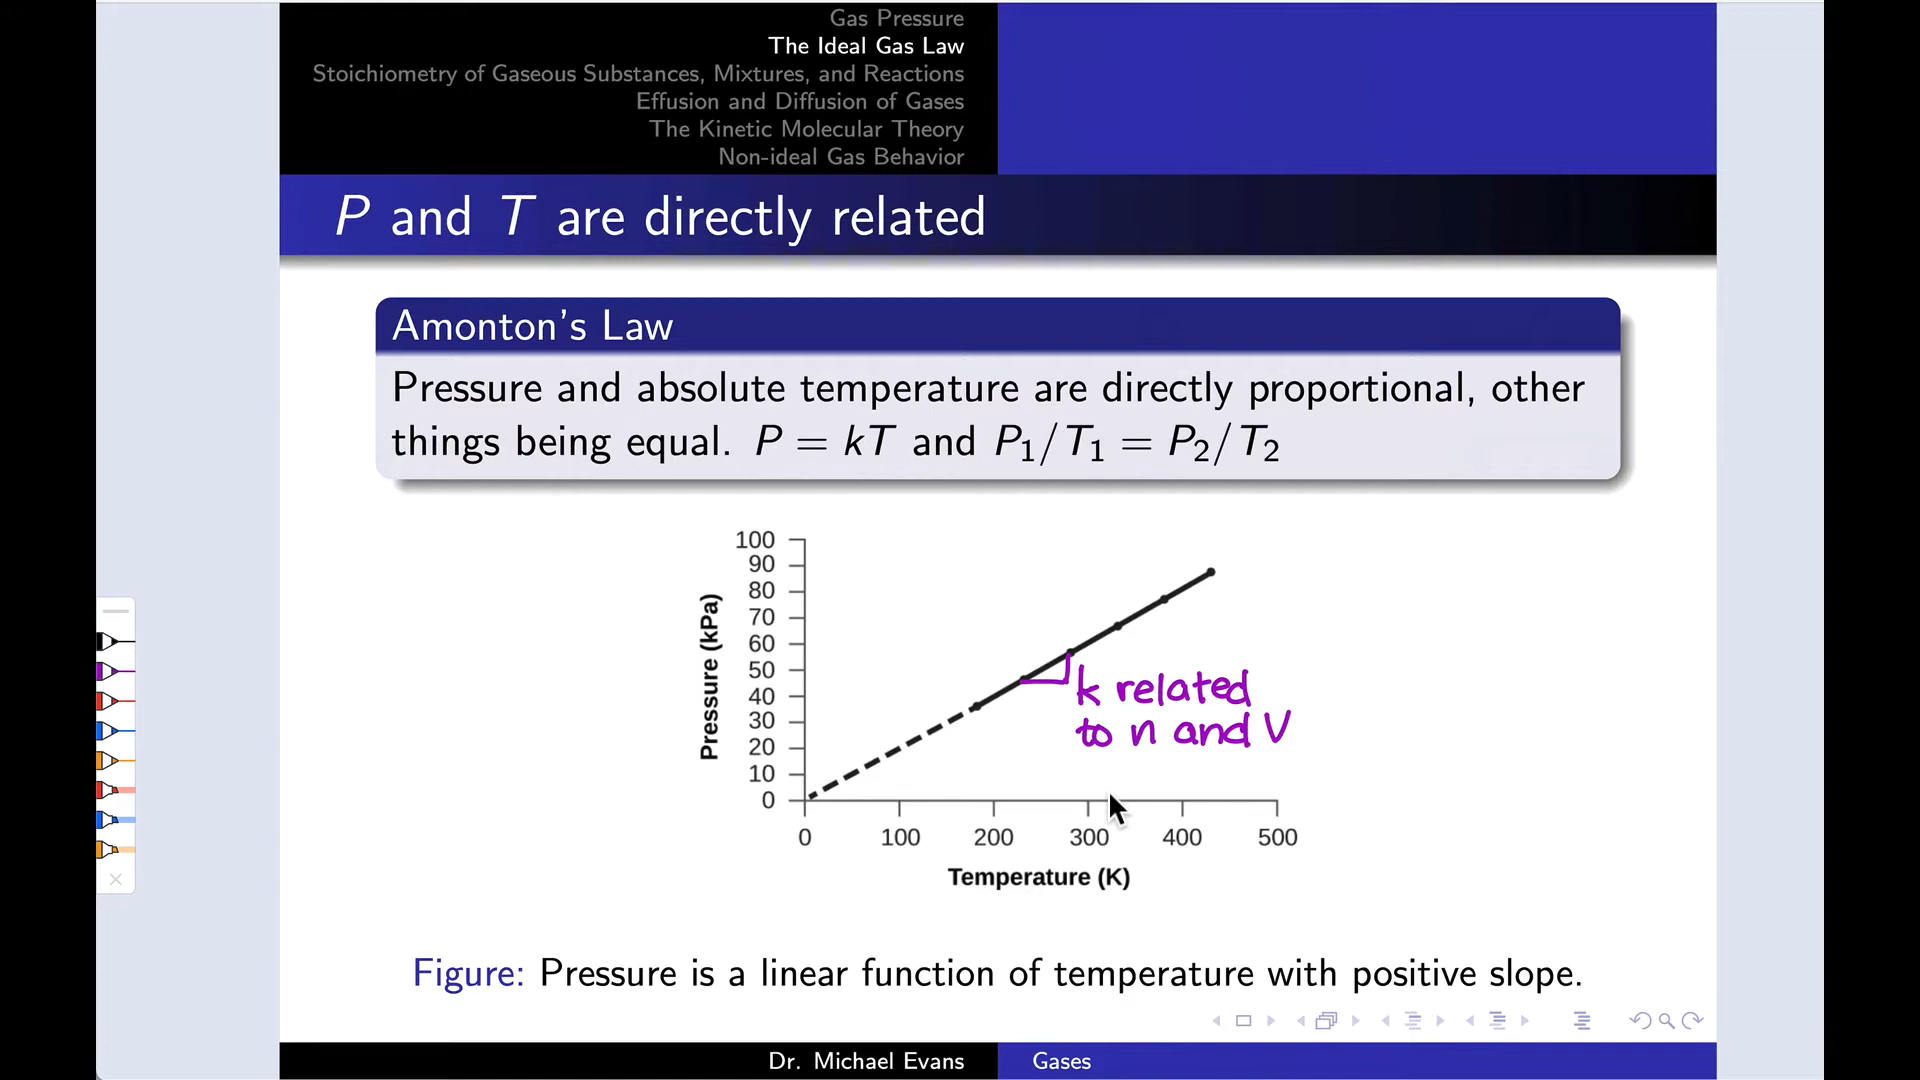 Gas Pressure
The Ideal Gas Law
Stoichiometry of Gaseous Substances, Mixtures, and Reactions
Effusion and Diffusion of Gases
The Kinetic Molecular Theory
Non-ideal Gas Behavior
P and T are directly related
Amonton's Law
Pressure and absolute temperature are directly proportional, other
things being equal. P = kT and P₁/T₁ = P₂/T₂
100
90
80
70
60
50
40
30
20
10
0
Pressure (kPa)
k related
to n and V
0 100 200 300 400 500
Temperature (K)
Figure: Pressure is a linear function of temperature with positive slope.
Dr. Michael Evans Gases